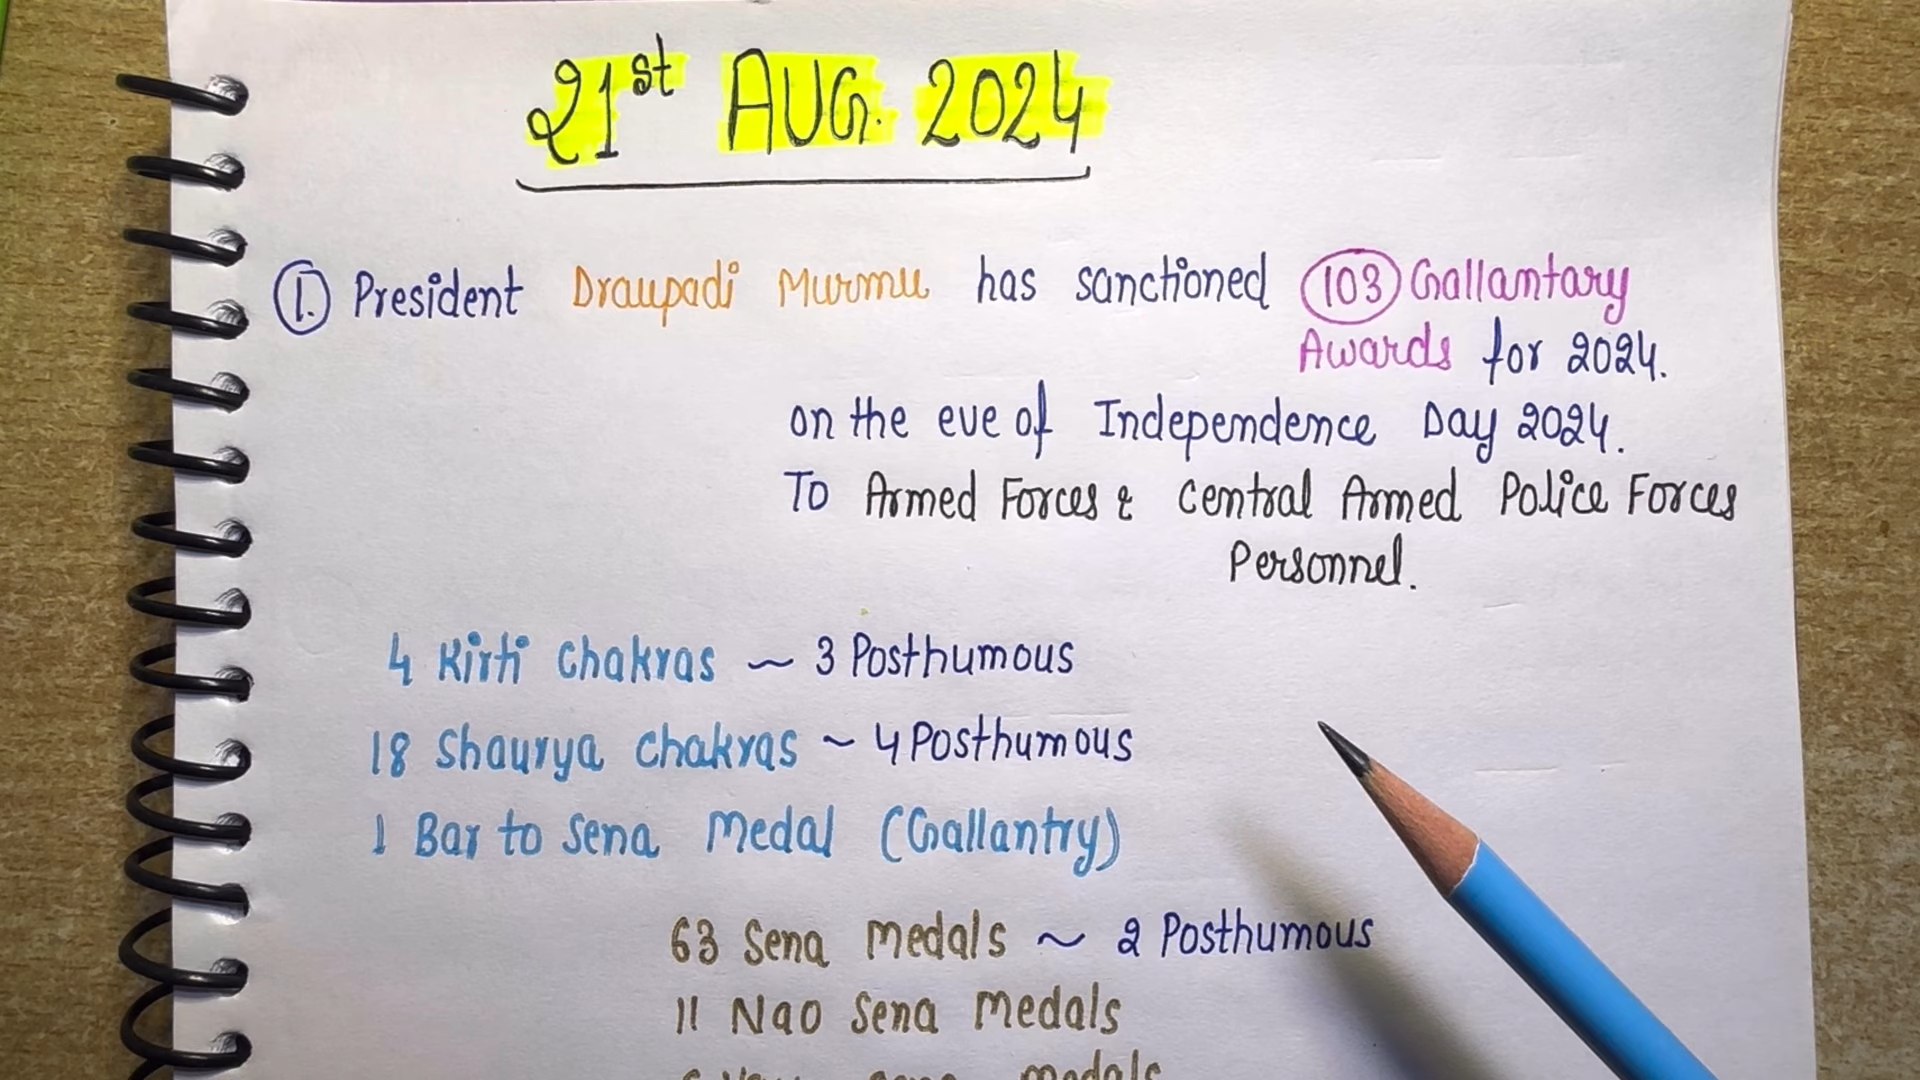 21st AUG. 2024
1. President Draupadi Murmu has sanctioned 103 Gallantary
Awards for 2024.
on the eve of Independence Day 2024.
To Armed Forces & Central Armed Police Forces
Personnel.
4 Kirti Chakras ~ 3 Posthumous
18 Shaurya Chakras ~ 4 Posthumous
1 Bar to Sena Medal (Gallantry)
63 Sena Medals ~ 2 Posthumous
11 Nao Sena Medals
medals